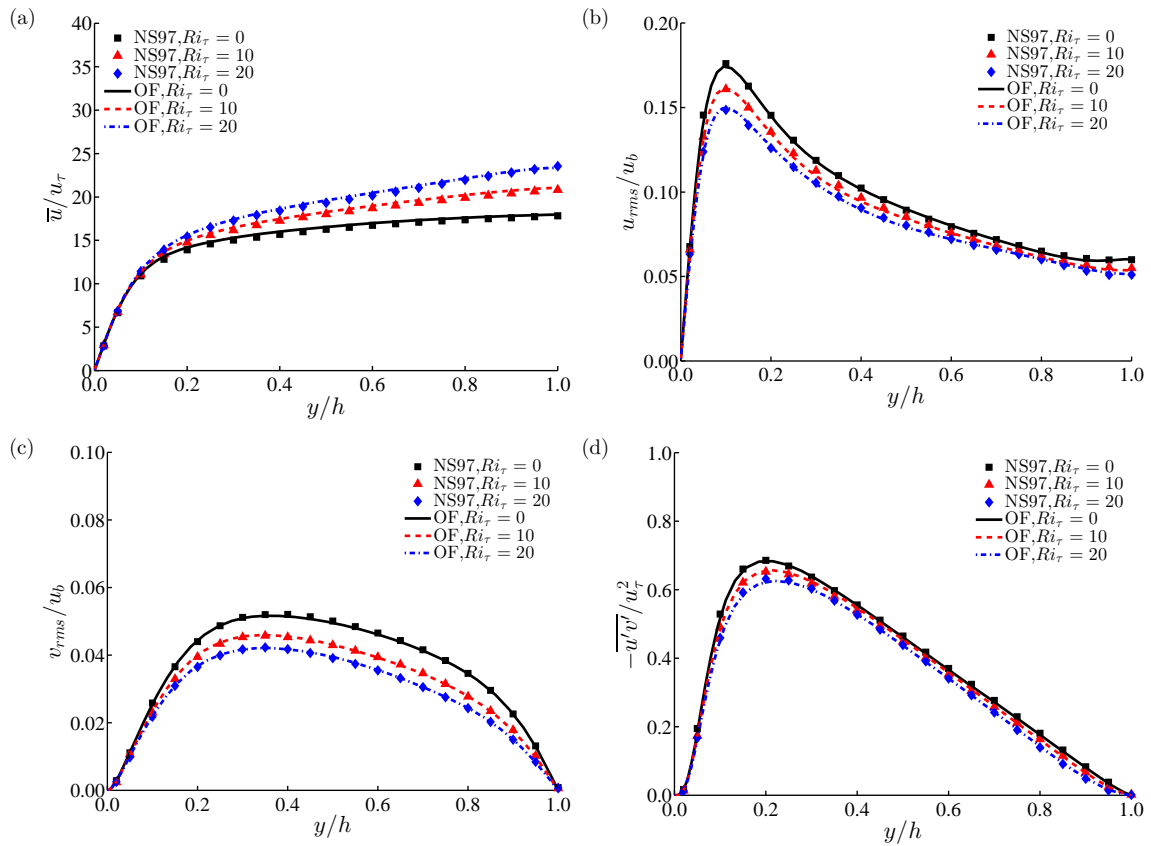 (a)
40
35
30
25
20
15
10
5
0
0.0 0.2 0.4 0.6 0.8 1.0
y/h
u̅/u_τ
NS97,Ri_τ = 0
NS97,Ri_τ = 10
NS97,Ri_τ = 20
OF,Ri_τ = 0
OF,Ri_τ = 10
OF,Ri_τ = 20
(b)
0.20
0.15
0.10
0.05
0.00
0.0 0.2 0.4 0.6 0.8 1.0
y/h
u_rms/u_b
NS97,Ri_τ = 0
NS97,Ri_τ = 10
NS97,Ri_τ = 20
OF,Ri_τ = 0
OF,Ri_τ = 10
OF,Ri_τ = 20
(c)
0.10
0.08
0.06
0.04
0.02
0.00
0.0 0.2 0.4 0.6 0.8 1.0
y/h
v_rms/u_b
NS97,Ri_τ = 0
NS97,Ri_τ = 10
NS97,Ri_τ = 20
OF,Ri_τ = 0
OF,Ri_τ = 10
OF,Ri_τ = 20
(d)
1.0
0.8
0.6
0.4
0.2
0.0
0.0 0.2 0.4 0.6 0.8 1.0
y/h
−u′v′/u_τ^2
NS97,Ri_τ = 0
NS97,Ri_τ = 10
NS97,Ri_τ = 20
OF,Ri_τ = 0
OF,Ri_τ = 10
OF,Ri_τ = 20